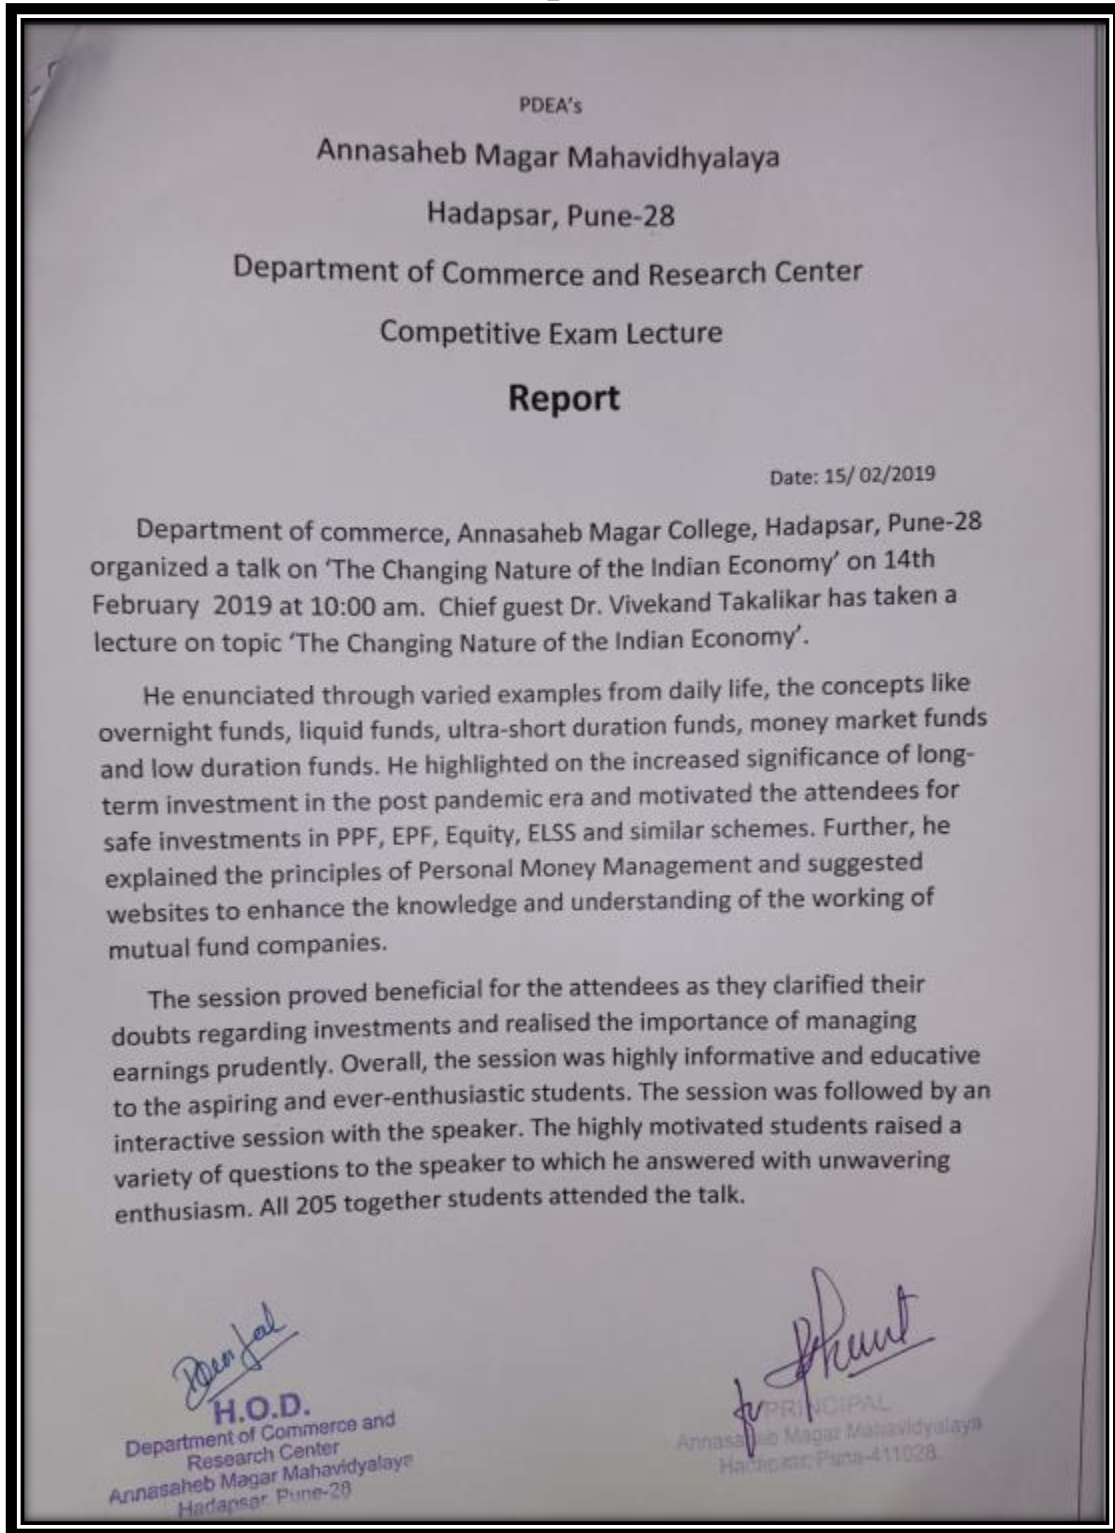 PDEA's
Annasaheb Magar Mahavidhyalaya
Hadapsar, Pune-28
Department of Commerce and Research Center
Competitive Exam Lecture
Report
Date: 15/ 02/2019
Department of commerce, Annasaheb Magar College, Hadapsar, Pune-28
organized a talk on ‘The Changing Nature of the Indian Economy’ on 14th
February 2019 at 10:00 am. Chief guest Dr. Vivekand Takalikar has taken a
lecture on topic ‘The Changing Nature of the Indian Economy’.
He enunciated through varied examples from daily life, the concepts like
overnight funds, liquid funds, ultra-short duration funds, money market funds
and low duration funds. He highlighted on the increased significance of long-
term investment in the post pandemic era and motivated the attendees for
safe investments in PPF, EPF, Equity, ELSS and similar schemes. Further, he
explained the principles of Personal Money Management and suggested
websites to enhance the knowledge and understanding of the working of
mutual fund companies.
The session proved beneficial for the attendees as they clarified their
doubts regarding investments and realised the importance of managing
earnings prudently. Overall, the session was highly informative and educative
to the aspiring and ever-enthusiastic students. The session was followed by an
interactive session with the speaker. The highly motivated students raised a
variety of questions to the speaker to which he answered with unwavering
enthusiasm. All 205 together students attended the talk.
H.O.D.
Department of Commerce and
Research Center
Annasaheb Magar Mahavidyalaya
Hadapsar, Pune-28
PRINCIPAL
Annasaheb Magar Mahavidyalaya
Hadapsar, Pune-411028.